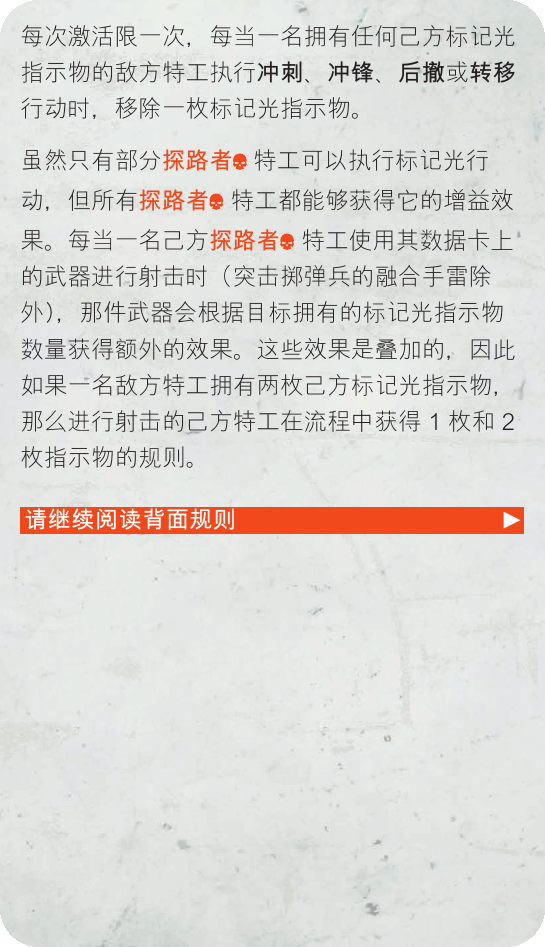 每次激活限一次，每当一名拥有任何己方标记光
指示物的敌方特工执行冲刺、冲锋、后撤或转移
行动时，移除一枚标记光指示物。
虽然只有部分探路者 特工可以执行标记光行
动，但所有探路者 特工都能够获得它的增益效
果。每当一名己方探路者 特工使用其数据卡上
的武器进行射击时（突击掷弹兵的融合手雷除
外），那件武器会根据目标拥有的标记光指示物
数量获得额外的效果。这些效果是叠加的，因此
如果一名敌方特工拥有两枚己方标记光指示物，
那么进行射击的己方特工在流程中获得 1 枚和 2
枚指示物的规则。
请继续阅读背面规则